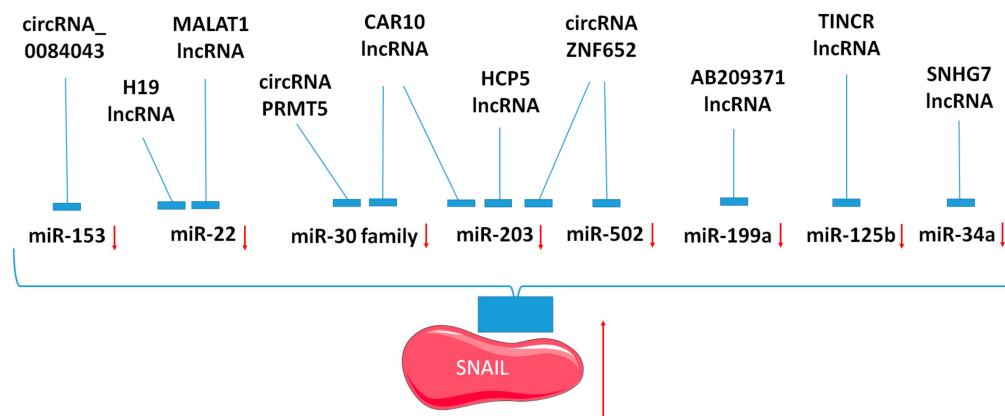 circRNA_
0084043
MALAT1
lncRNA
H19
lncRNA
circRNA
PRMT5
CAR10
lncRNA
HCP5
lncRNA
circRNA
ZNF652
AB209371
lncRNA
TINCR
lncRNA
SNHG7
lncRNA
miR-153
miR-22
miR-30 family
miR-203
miR-502
miR-199a
miR-125b
miR-34a
SNAIL